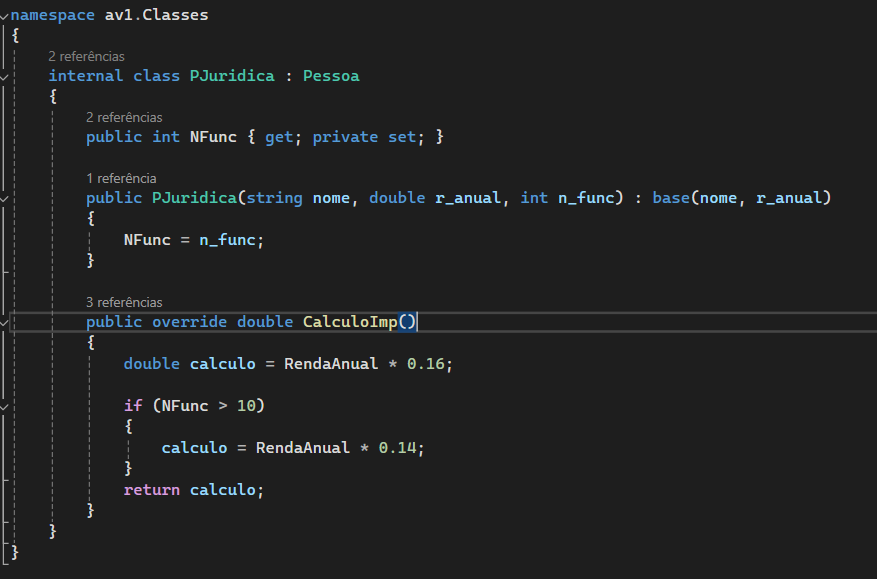 namespace av1.Classes
{
2 referências
internal class PJuridica : Pessoa
{
2 referências
public int NFunc { get; private set; }
1 referência
public PJuridica(string nome, double r_anual, int n_func) : base(nome, r_anual)
{
NFunc = n_func;
}
3 referências
public override double CalculoImp()
{
double calculo = RendaAnual * 0.16;
if (NFunc > 10)
{
calculo = RendaAnual * 0.14;
}
return calculo;
}
}
}